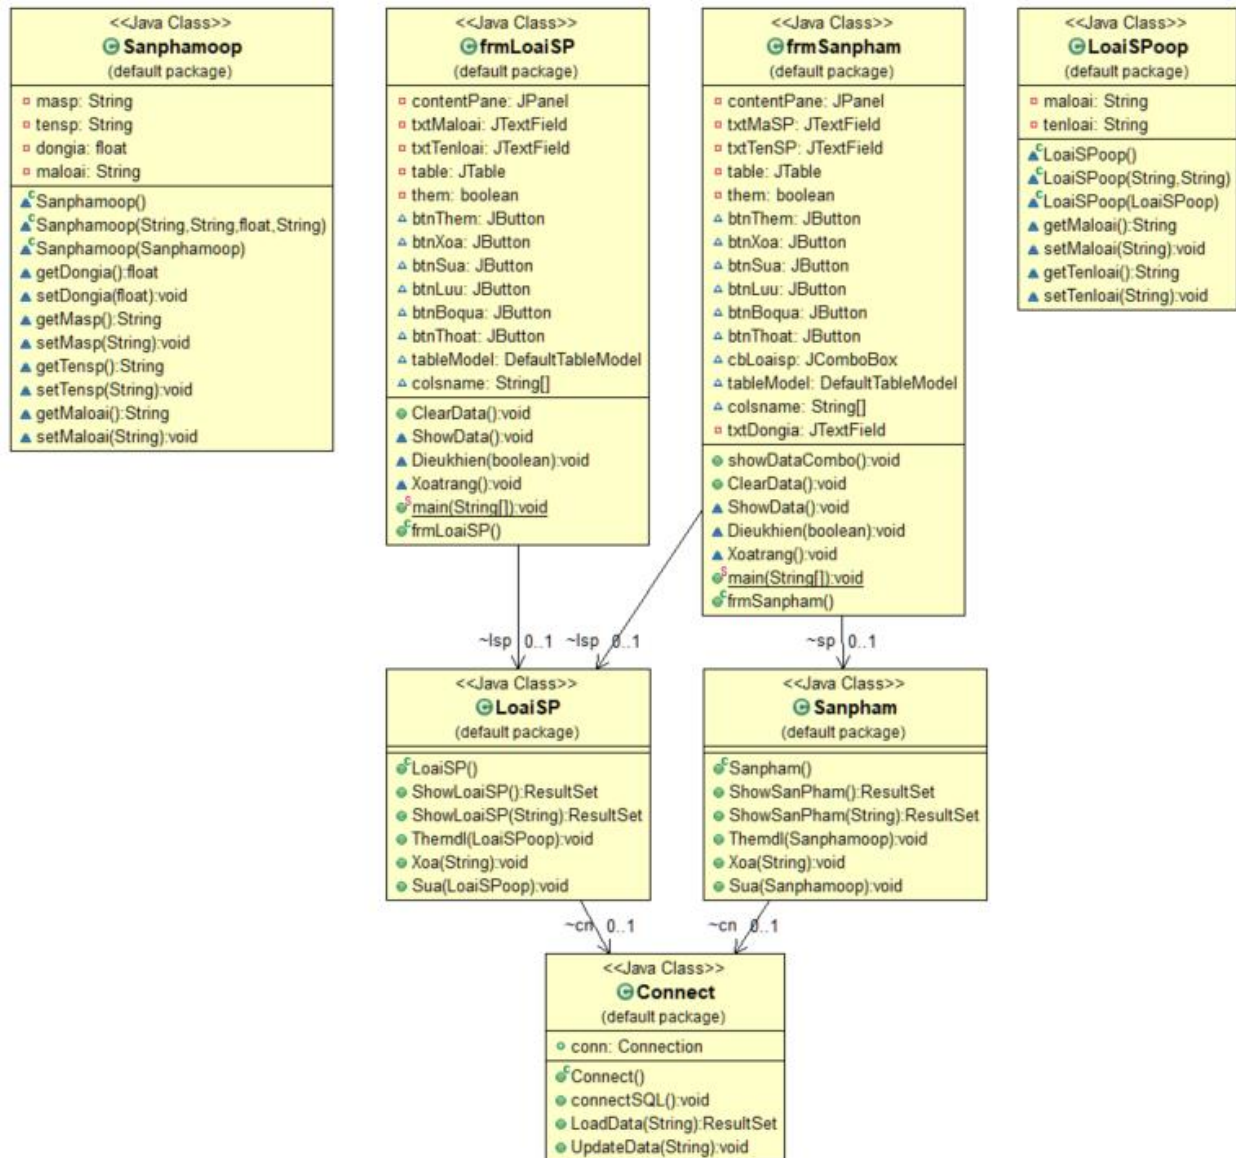 <<Java Class>>
Sanphamoop
(default package)
masp: String
tensp: String
dongia: float
maloai: String
Sanphamoop()
Sanphamoop(String,String,float,String)
Sanphamoop(Sanphamoop)
getDongia():float
setDongia(float):void
getMasp():String
setMasp(String):void
getTensp():String
setTensp(String):void
getMaloai():String
setMaloai(String):void
<<Java Class>>
frmLoaiSP
(default package)
contentPane: JPanel
txtMaloai: JTextField
txtTenloai: JTextField
table: JTable
them: boolean
btnThem: JButton
btnXoa: JButton
btnSua: JButton
btnLuu: JButton
btnBoqua: JButton
btnThoat: JButton
tableModel: DefaultTableModel
colsname: String[]
ClearData():void
ShowData():void
Dieukhien(boolean):void
Xoatrang():void
main(String[]):void
frmLoaiSP()
<<Java Class>>
frmSanpham
(default package)
contentPane: JPanel
txtMaSP: JTextField
txtTenSP: JTextField
table: JTable
them: boolean
btnThem: JButton
btnXoa: JButton
btnSua: JButton
btnLuu: JButton
btnBoqua: JButton
btnThoat: JButton
cbLoaisp: JComboBox
tableModel: DefaultTableModel
colsname: String[]
txtDongia: JTextField
showDataCombo():void
ClearData():void
ShowData():void
Dieukhien(boolean):void
Xoatrang():void
main(String[]):void
frmSanpham()
<<Java Class>>
LoaiSPoop
(default package)
maloai: String
tenloai: String
LoaiSPoop()
LoaiSPoop(String,String)
LoaiSPoop(LoaiSPoop)
getMaloai():String
setMaloai(String):void
getTenloai():String
setTenloai(String):void
~lsp 0..1
~lsp 0..1
~sp 0..1
<<Java Class>>
LoaiSP
(default package)
LoaiSP()
ShowLoaiSP():ResultSet
ShowLoaiSP(String):ResultSet
Themdl(LoaiSPoop):void
Xoa(String):void
Sua(LoaiSPoop):void
<<Java Class>>
Sanpham
(default package)
Sanpham()
ShowSanPham():ResultSet
ShowSanPham(String):ResultSet
Themdl(Sanphamoop):void
Xoa(String):void
Sua(Sanphamoop):void
~cn 0..1
~cn 0..1
<<Java Class>>
Connect
(default package)
conn: Connection
Connect()
connectSQL():void
LoadData(String):ResultSet
UpdateData(String):void